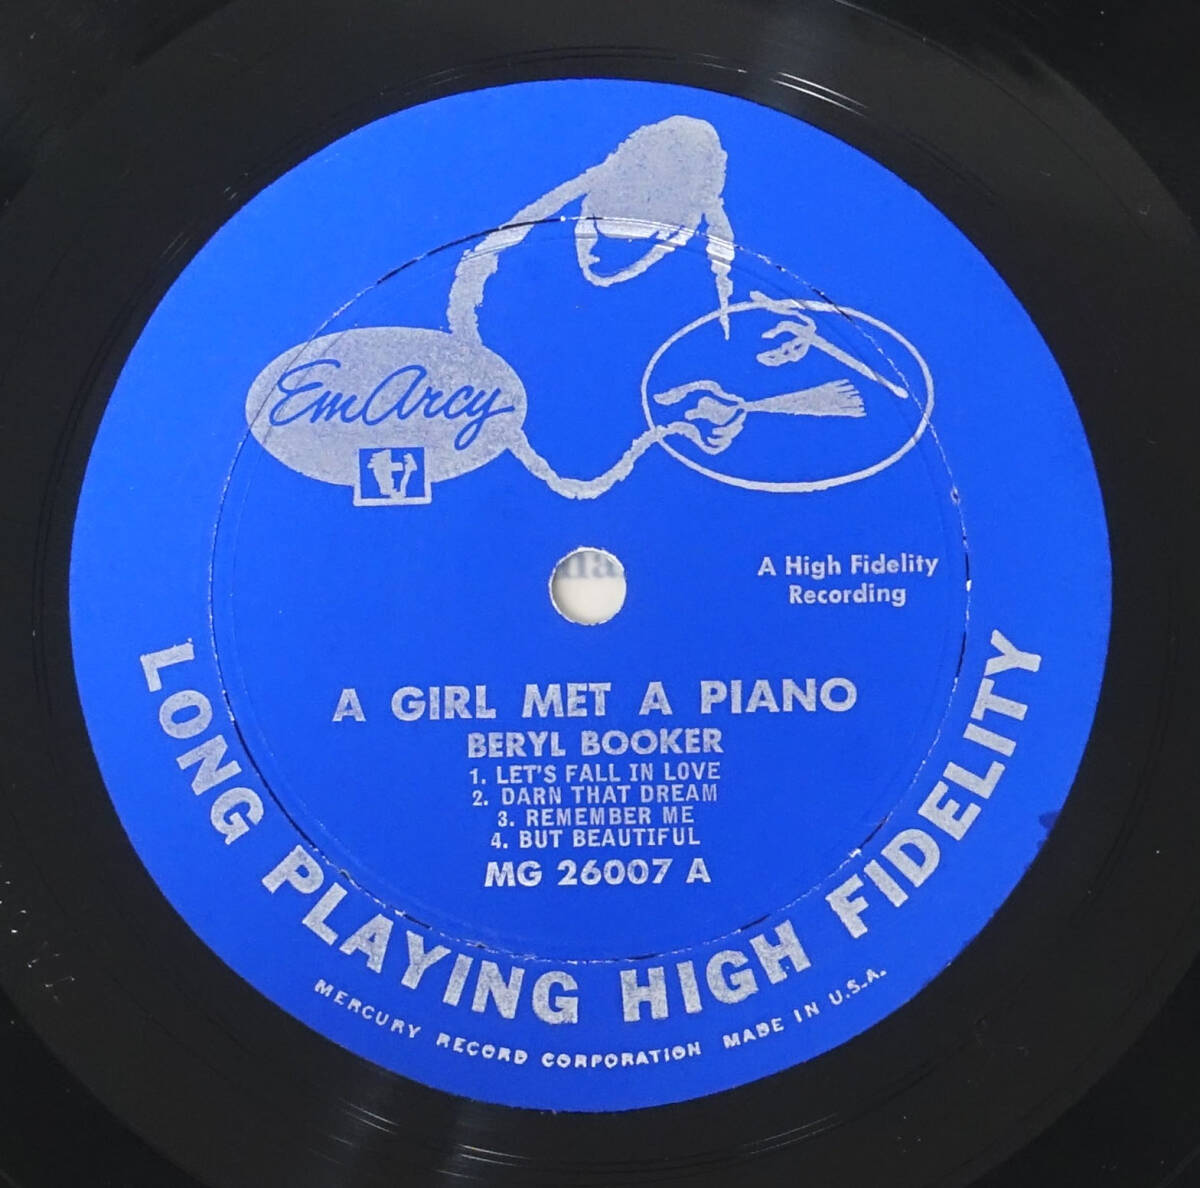 EmArcy
A High Fidelity
Recording
A GIRL MET A PIANO
BERYL BOOKER
1. LET'S FALL IN LOVE
2. DARN THAT DREAM
3. REMEMBER ME
4. BUT BEAUTIFUL
MG 26007 A
LONG PLAYING HIGH FIDELITY
MERCURY RECORD CORPORATION MADE IN U.S.A.